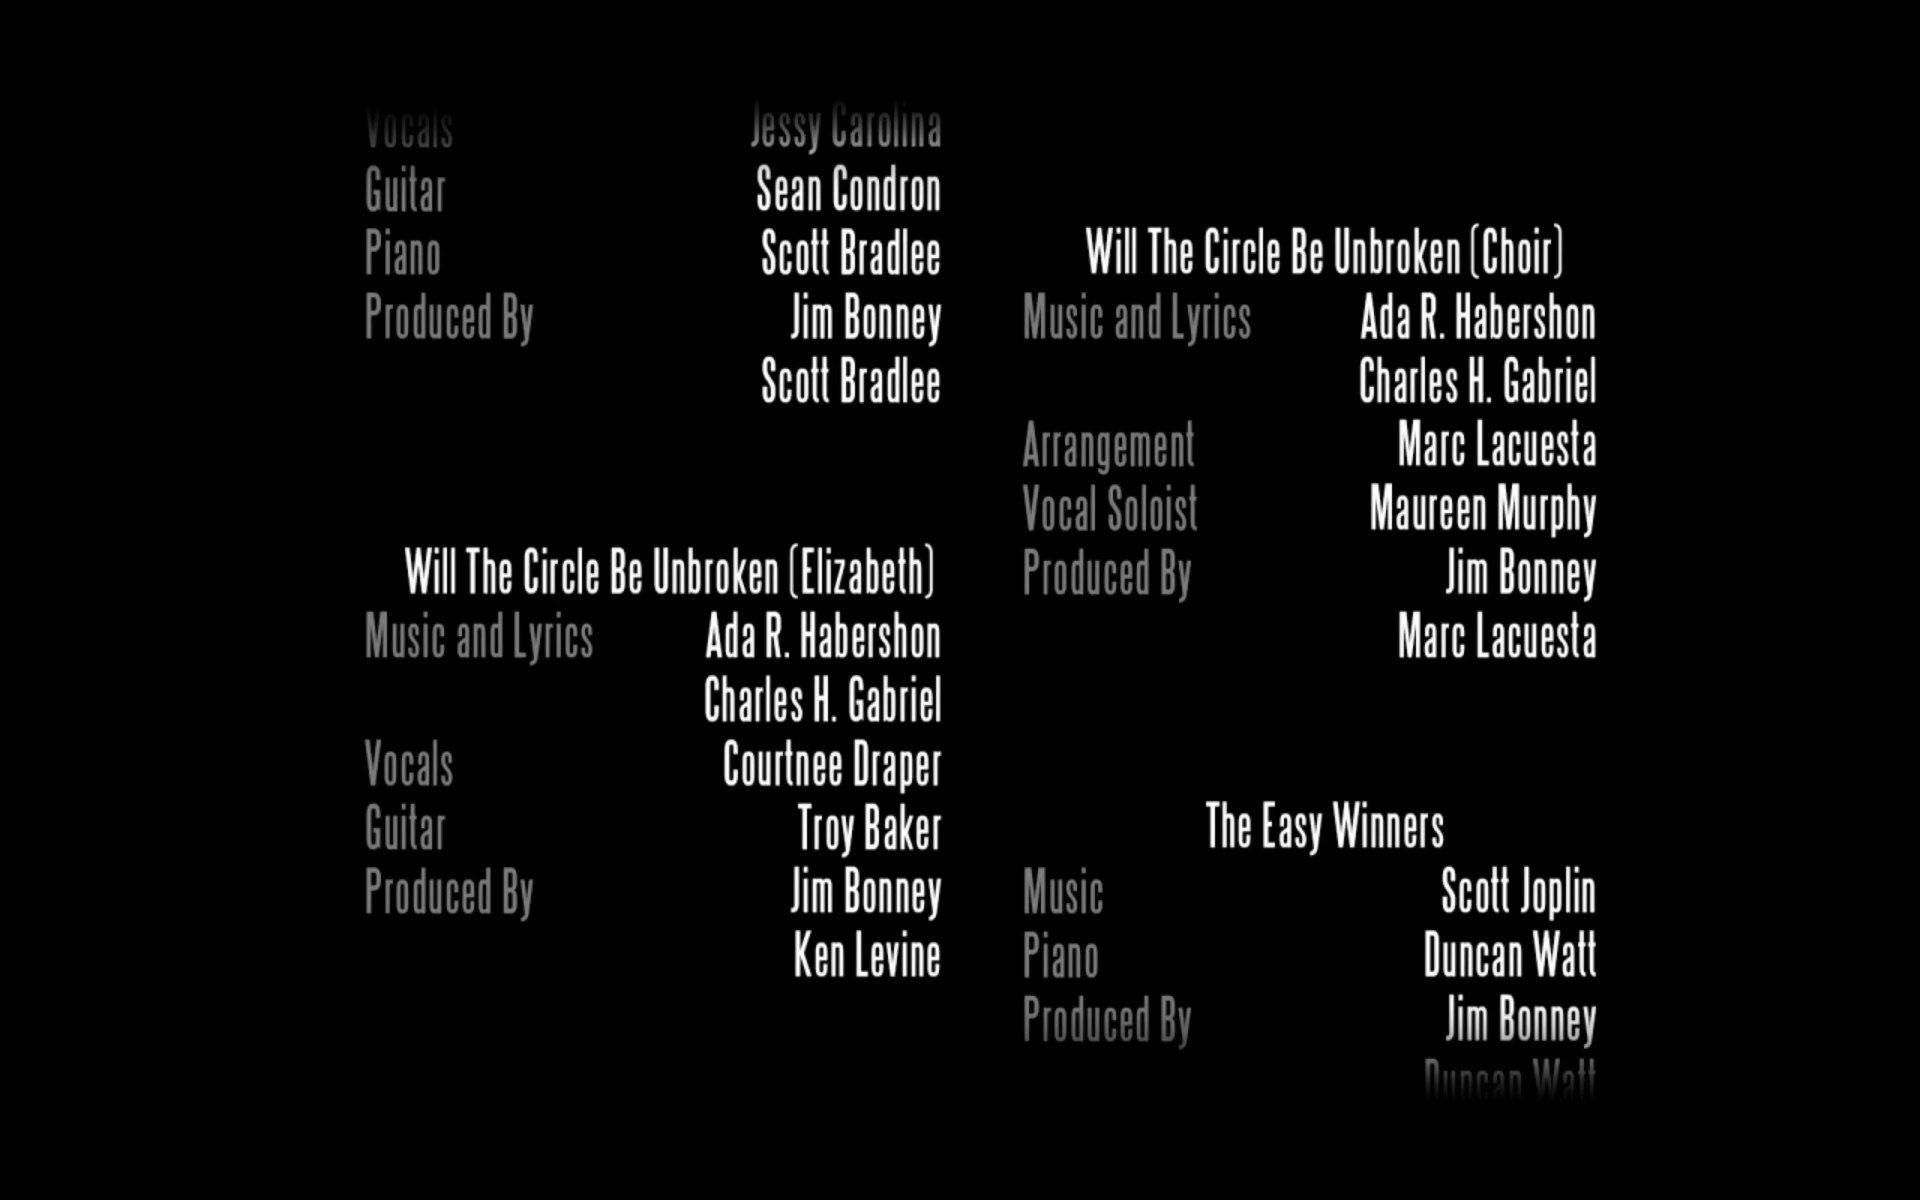 Vocals Jessy Carolina
Guitar Sean Condron
Piano Scott Bradlee
Produced By Jim Bonney
Scott Bradlee
Will The Circle Be Unbroken (Elizabeth)
Music and Lyrics Ada R. Habershon
Charles H. Gabriel
Vocals Courtnee Draper
Guitar Troy Baker
Produced By Jim Bonney
Ken Levine
Will The Circle Be Unbroken (Choir)
Music and Lyrics Ada R. Habershon
Charles H. Gabriel
Arrangement Marc Lacuesta
Vocal Soloist Maureen Murphy
Produced By Jim Bonney
Marc Lacuesta
The Easy Winners
Music Scott Joplin
Piano Duncan Watt
Produced By Jim Bonney
Duncan Watt